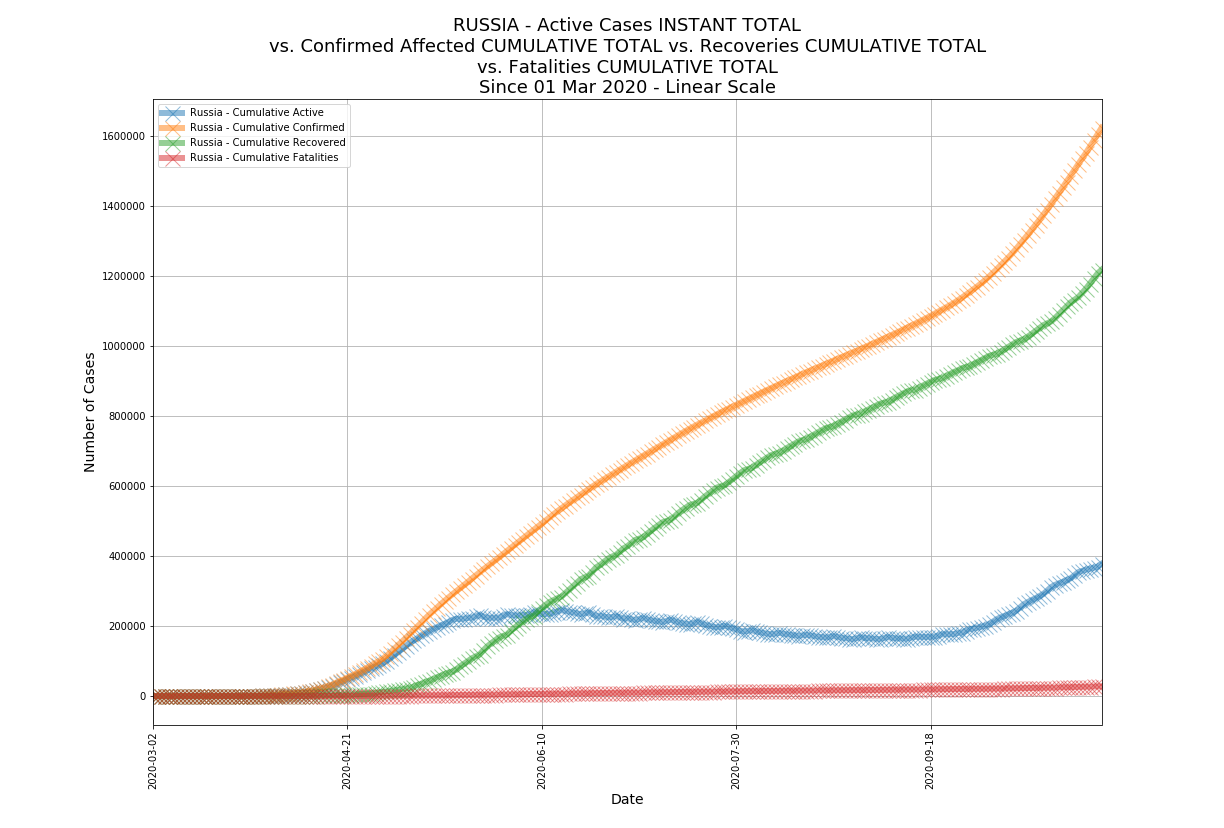 RUSSIA - Active Cases INSTANT TOTAL
vs. Confirmed Affected CUMULATIVE TOTAL vs. Recoveries CUMULATIVE TOTAL
vs. Fatalities CUMULATIVE TOTAL
Since 01 Mar 2020 - Linear Scale
Russia - Cumulative Active
Russia - Cumulative Confirmed
Russia - Cumulative Recovered
Russia - Cumulative Fatalities
Number of Cases
1600000
1400000
1200000
1000000
800000
600000
400000
200000
0
2020-03-02
2020-04-21
2020-06-10
2020-07-30
2020-09-18
Date